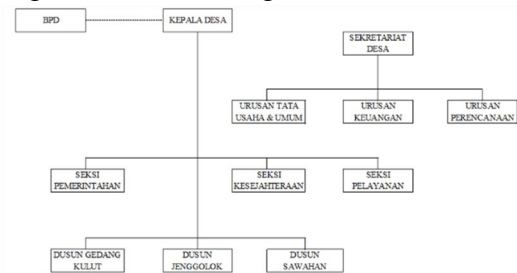 BPD
KEPALA DESA
SEKRETARIAT
DESA
URUSAN TATA
USAHA & UMUM
URUSAN
KEUANGAN
URUSAN
PERENCANAAN
SEKSI
PEMERINTAHAN
SEKSI
KESEJAHTERAAN
SEKSI
PELAYANAN
DUSUN GEDANG
KULUT
DUSUN
JENGGOLOK
DUSUN
SAWAHAN